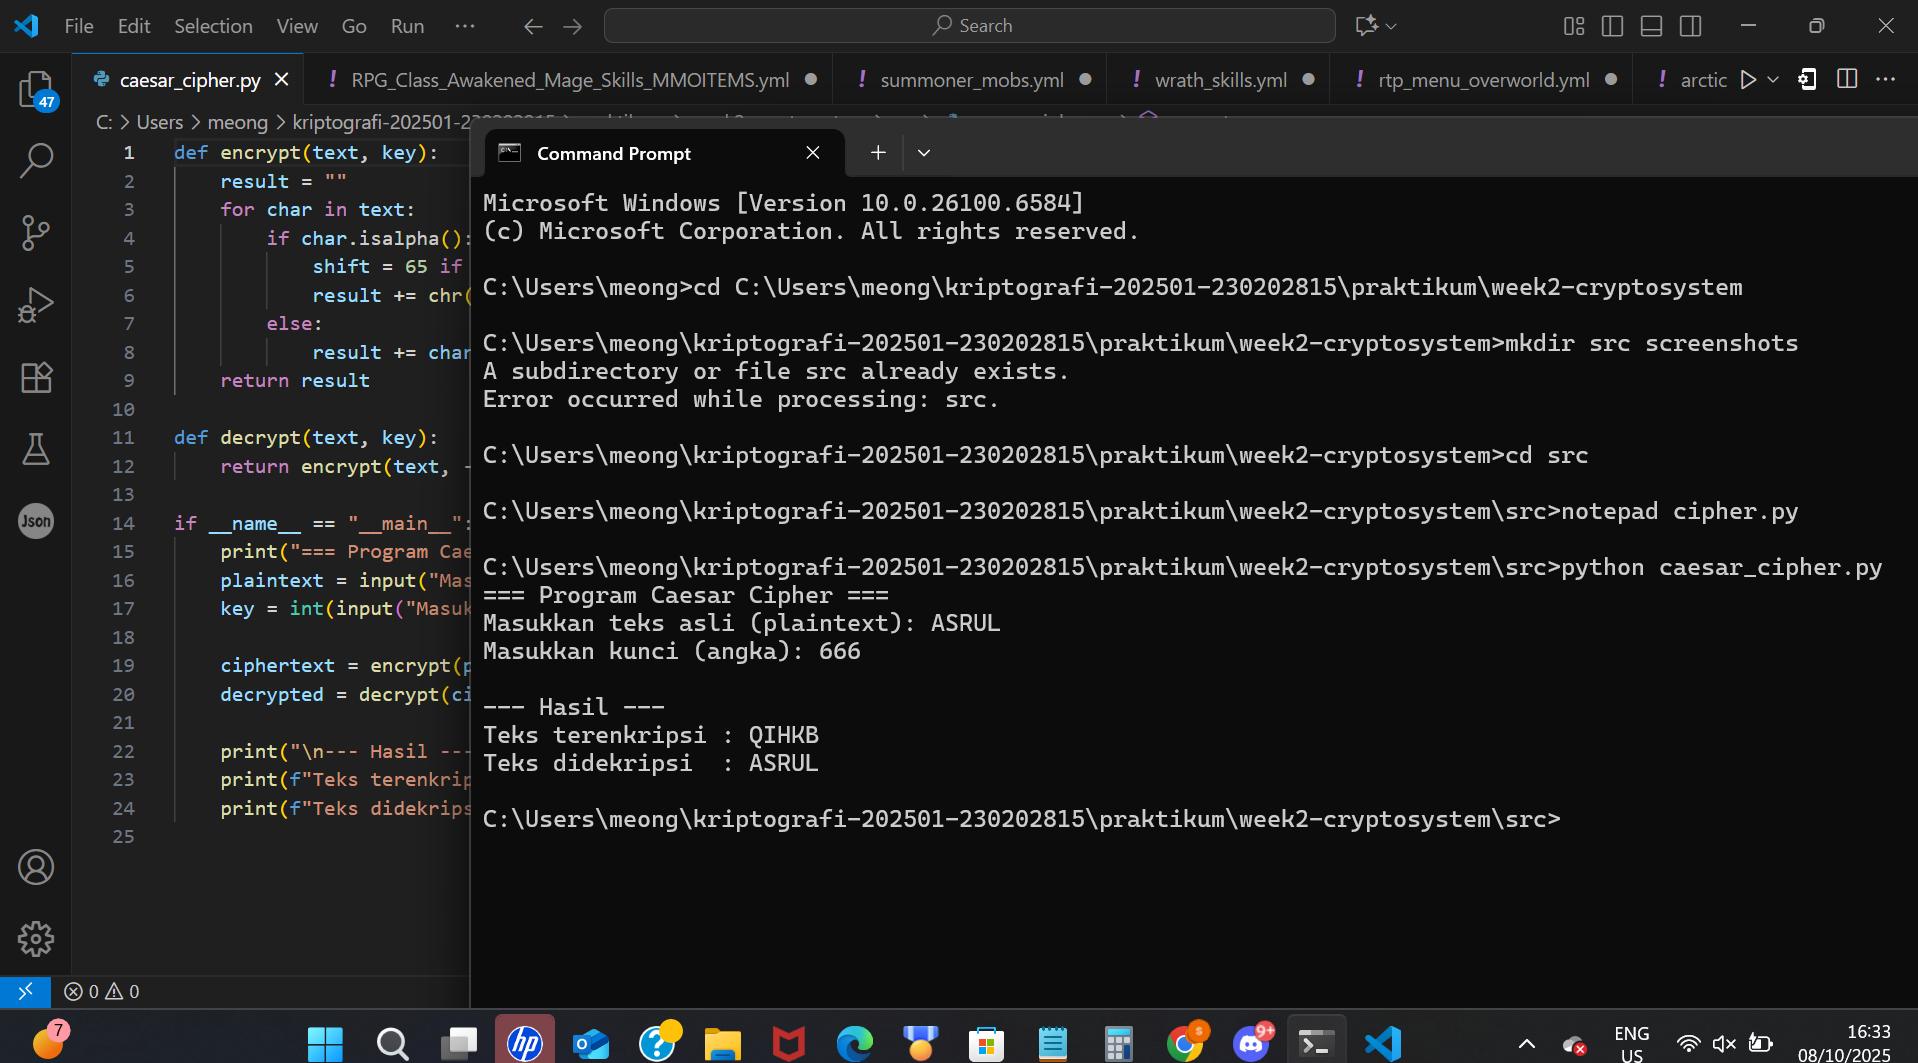 File Edit Selection View Go Run ··· Search
caesar_cipher.py RPG_Class_Awakened_Mage_Skills_MMOITEMS.yml summoner_mobs.yml wrath_skills.yml rtp_menu_overworld.yml arctic
47
C: > Users > meong > kriptografi-202501-230202815
1 def encrypt(text, key):
2 result = ""
3 for char in text:
4 if char.isalpha():
5 shift = 65 if
6 result += chr(
7 else:
8 result += char
9 return result
10
11 def decrypt(text, key):
12 return encrypt(text, -
13
14 if __name__ == "__main__":
15 print("=== Program Cae
16 plaintext = input("Mas
17 key = int(input("Masuk
18
19 ciphertext = encrypt(p
20 decrypted = decrypt(ci
21
22 print("\n--- Hasil ---
23 print(f"Teks terenkrip
24 print(f"Teks didekrips
25
Json
0 0
Command Prompt
Microsoft Windows [Version 10.0.26100.6584]
(c) Microsoft Corporation. All rights reserved.
C:\Users\meong>cd C:\Users\meong\kriptografi-202501-230202815\praktikum\week2-cryptosystem
C:\Users\meong\kriptografi-202501-230202815\praktikum\week2-cryptosystem>mkdir src screenshots
A subdirectory or file src already exists.
Error occurred while processing: src.
C:\Users\meong\kriptografi-202501-230202815\praktikum\week2-cryptosystem>cd src
C:\Users\meong\kriptografi-202501-230202815\praktikum\week2-cryptosystem\src>notepad cipher.py
C:\Users\meong\kriptografi-202501-230202815\praktikum\week2-cryptosystem\src>python caesar_cipher.py
=== Program Caesar Cipher ===
Masukkan teks asli (plaintext): ASRUL
Masukkan kunci (angka): 666
--- Hasil ---
Teks terenkripsi : QIHKB
Teks didekripsi  : ASRUL
C:\Users\meong\kriptografi-202501-230202815\praktikum\week2-cryptosystem\src>
7 hp 9+ ENG 16:33
US 08/10/2025